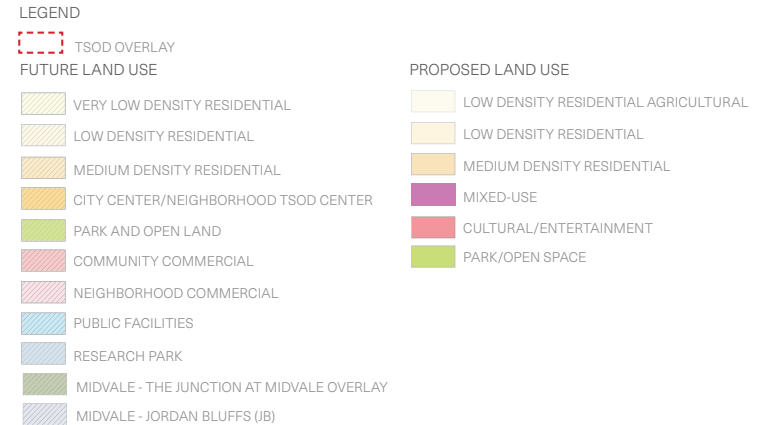 LEGEND
TSOD OVERLAY
FUTURE LAND USE
VERY LOW DENSITY RESIDENTIAL
LOW DENSITY RESIDENTIAL
MEDIUM DENSITY RESIDENTIAL
CITY CENTER/NEIGHBORHOOD TSOD CENTER
PARK AND OPEN LAND
COMMUNITY COMMERCIAL
NEIGHBORHOOD COMMERCIAL
PUBLIC FACILITIES
RESEARCH PARK
MIDVALE - THE JUNCTION AT MIDVALE OVERLAY
MIDVALE - JORDAN BLUFFS (JB)
PROPOSED LAND USE
LOW DENSITY RESIDENTIAL AGRICULTURAL
LOW DENSITY RESIDENTIAL
MEDIUM DENSITY RESIDENTIAL
MIXED-USE
CULTURAL/ENTERTAINMENT
PARK/OPEN SPACE